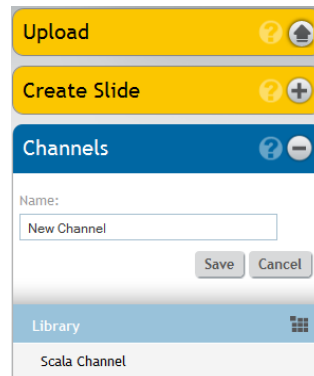 Upload
Create Slide
Channels
Name:
New Channel
Save Cancel
Library
Scala Channel